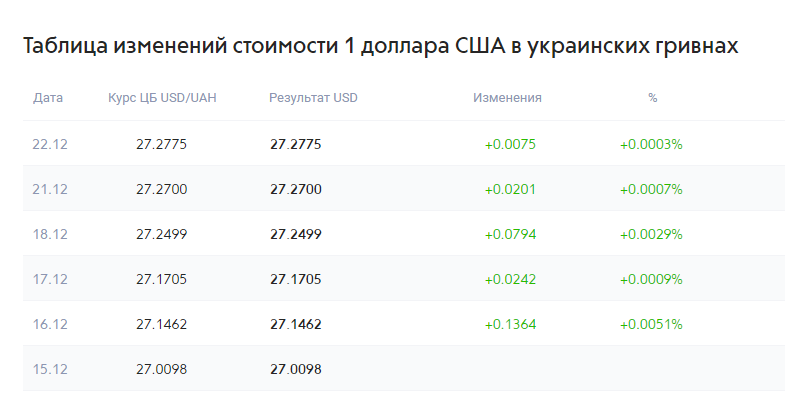 Таблица изменений стоимости 1 доллара США в украинских гривнах
Дата Курс ЦБ USD/UAH Результат USD Изменения %
22.12 27.2775 27.2775 +0.0075 +0.0003%
21.12 27.2700 27.2700 +0.0201 +0.0007%
18.12 27.2499 27.2499 +0.0794 +0.0029%
17.12 27.1705 27.1705 +0.0242 +0.0009%
16.12 27.1462 27.1462 +0.1364 +0.0051%
15.12 27.0098 27.0098